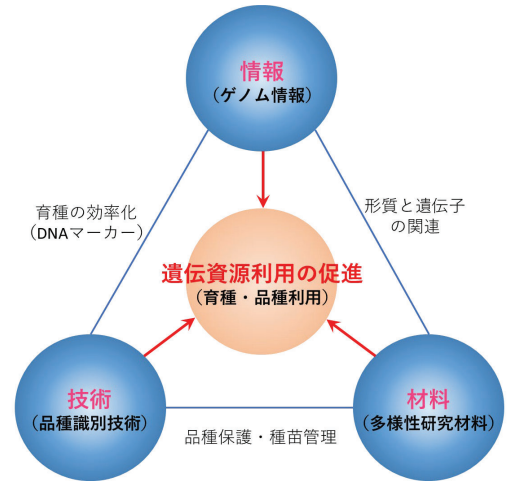 情報
（ゲノム情報）
育種の効率化
（DNAマーカー）
形質と遺伝子
の関連
遺伝資源利用の促進
（育種・品種利用）
技術
（品種識別技術）
材料
（多様性研究材料）
品種保護・種苗管理